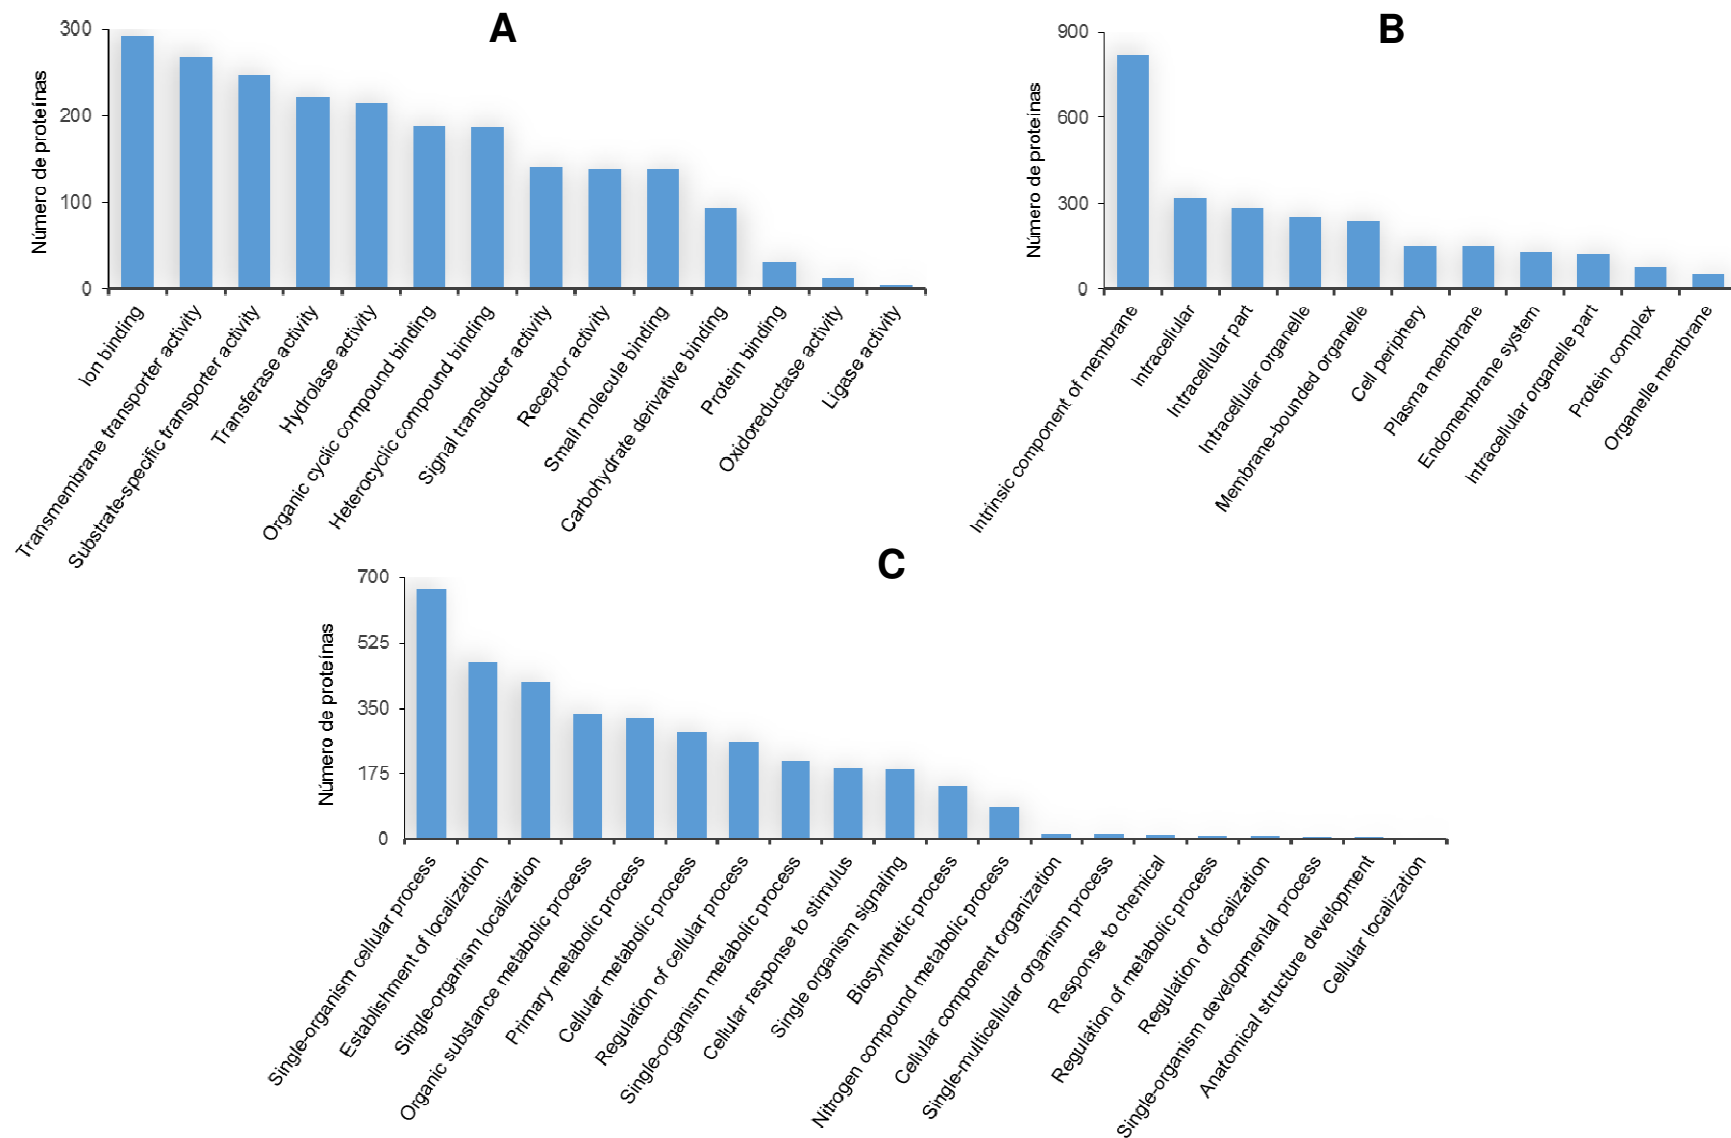 A
Número de proteínas
300
200
100
0
Ion binding
Transmembrane transporter activity
Substrate-specific transporter activity
Transferase activity
Hydrolase activity
Organic cyclic compound binding
Heterocyclic compound binding
Signal transducer activity
Receptor activity
Small molecule binding
Carbohydrate derivative binding
Protein binding
Oxidoreductase activity
Ligase activity
B
Número de proteínas
900
600
300
0
Intrinsic component of membrane
Intracellular
Intracellular part
Intracellular organelle
Membrane-bounded organelle
Cell periphery
Plasma membrane
Endomembrane system
Intracellular organelle part
Protein complex
Organelle membrane
C
Número de proteínas
700
525
350
175
0
Single-organism cellular process
Establishment of localization
Single-organism localization
Organic substance metabolic process
Primary metabolic process
Cellular metabolic process
Regulation of cellular process
Single-organism metabolic process
Cellular response to stimulus
Single organism signaling
Biosynthetic process
Nitrogen compound metabolic process
Cellular component organization
Single-multicellular organism process
Response to chemical
Regulation of metabolic process
Regulation of localization
Single-organism developmental process
Anatomical structure development
Cellular localization